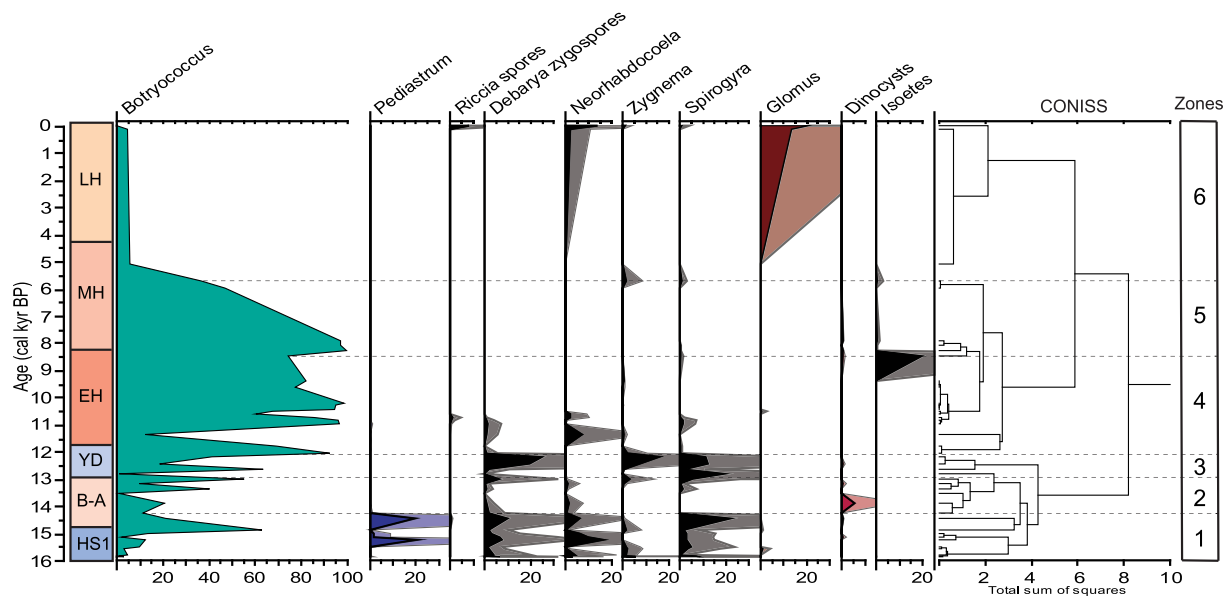 Botryococcus
Pediastrum
Riccia spores
Debarya zygospores
Neorhabdocoela
Zygnema
Spirogyra
Glomus
Dinocysts
Isoetes
CONISS
Zones
Age (cal kyr BP)
0
1
2
3
4
5
6
7
8
9
10
11
12
13
14
15
16
LH
MH
EH
YD
B-A
HS1
6
5
4
3
2
1
20 40 60 80 100
20
20
20
20
20
20
2 4 6 8 10
Total sum of squares